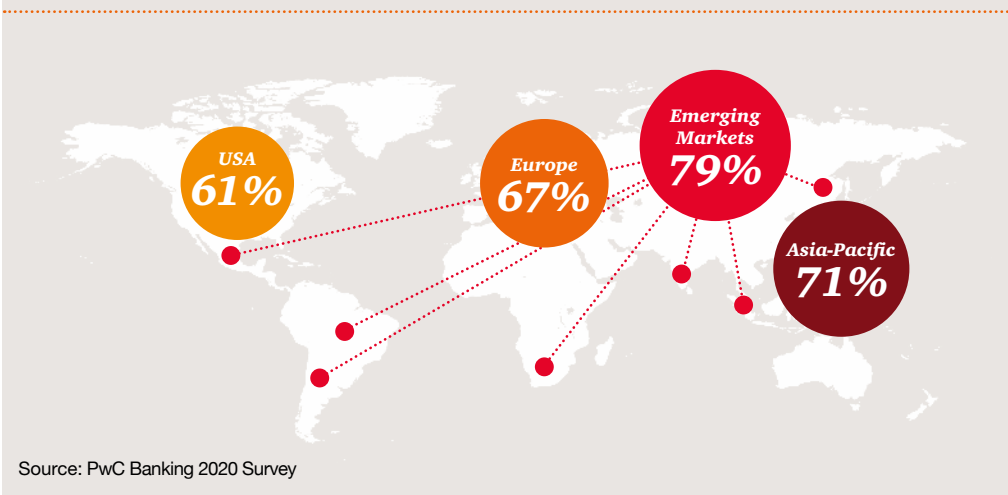 USA
61%
Europe
67%
Emerging
Markets
79%
Asia-Pacific
71%
Source: PwC Banking 2020 Survey